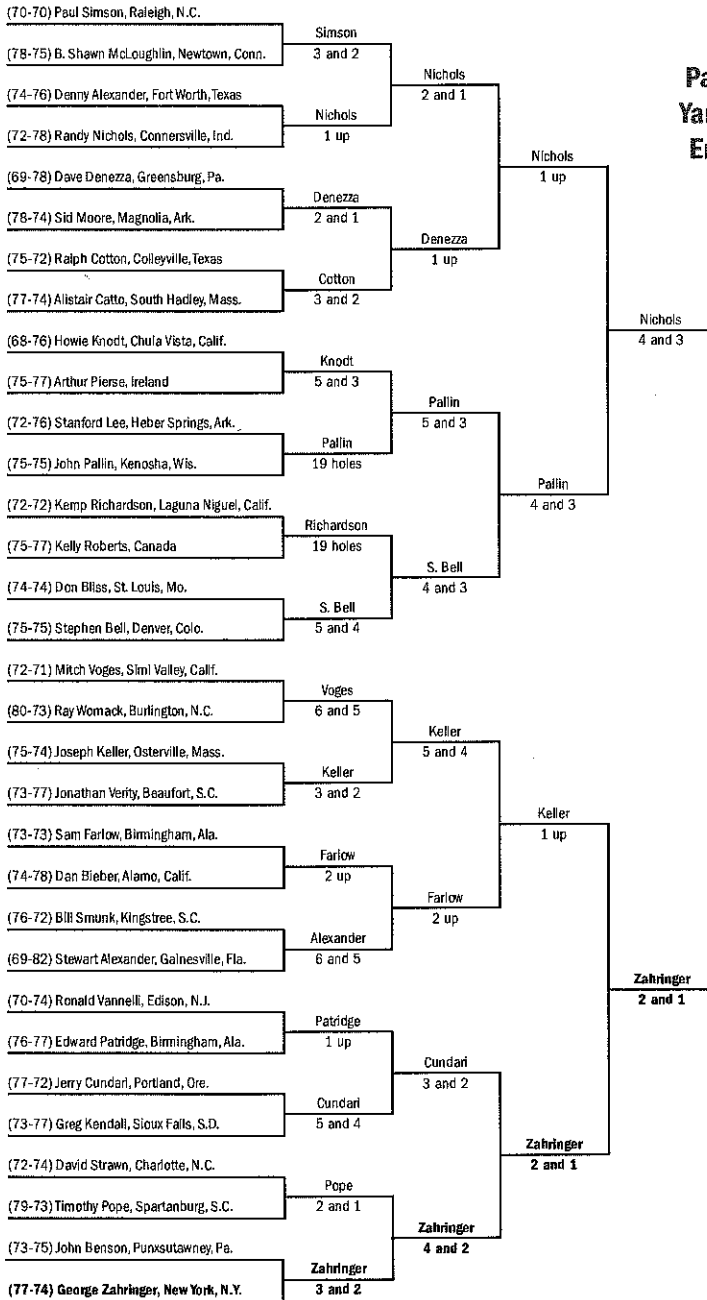 (70-70) Paul Simson, Raleigh, N.C.
(78-75) B. Shawn McLoughlin, Newtown, Conn.
(74-76) Denny Alexander, Fort Worth, Texas
(72-78) Randy Nichols, Connersville, Ind.
(69-78) Dave Denezza, Greensburg, Pa.
(78-74) Sid Moore, Magnolia, Ark.
(75-72) Ralph Cotton, Colleyville, Texas
(77-74) Alistair Catto, South Hadley, Mass.
(68-76) Howie Knodt, Chula Vista, Calif.
(75-77) Arthur Pierse, Ireland
(72-76) Stanford Lee, Heber Springs, Ark.
(75-75) John Pallin, Kenosha, Wis.
(72-72) Kemp Richardson, Laguna Niguel, Calif.
(75-77) Kelly Roberts, Canada
(74-74) Don Bliss, St. Louis, Mo.
(75-75) Stephen Bell, Denver, Colo.
(72-71) Mitch Voges, Simi Valley, Calif.
(80-73) Ray Womack, Burlington, N.C.
(75-74) Joseph Keller, Osterville, Mass.
(73-77) Jonathan Verity, Beaufort, S.C.
(73-73) Sam Farlow, Birmingham, Ala.
(74-78) Dan Bieber, Alamo, Calif.
(76-72) Bill Smunk, Kingstree, S.C.
(69-82) Stewart Alexander, Gainesville, Fla.
(70-74) Ronald Vannelli, Edison, N.J.
(76-77) Edward Patridge, Birmingham, Ala.
(77-72) Jerry Cundari, Portland, Ore.
(73-77) Greg Kendall, Sioux Falls, S.D.
(72-74) David Strawn, Charlotte, N.C.
(79-73) Timothy Pope, Spartanburg, S.C.
(73-75) John Benson, Punxsutawney, Pa.
(77-74) George Zahringer, New York, N.Y.
Simson
3 and 2
Nichols
1 up
Denezza
2 and 1
Cotton
3 and 2
Knodt
5 and 3
Pallin
19 holes
Richardson
19 holes
S. Bell
5 and 4
Voges
6 and 5
Keller
3 and 2
Farlow
2 up
Alexander
6 and 5
Patridge
1 up
Cundari
5 and 4
Pope
2 and 1
Zahringer
3 and 2
Nichols
2 and 1
Denezza
1 up
Pallin
5 and 3
S. Bell
4 and 3
Keller
5 and 4
Farlow
2 up
Cundari
3 and 2
Zahringer
4 and 2
Nichols
1 up
Pallin
4 and 3
Keller
1 up
Zahringer
2 and 1
Nichols
4 and 3
Zahringer
2 and 1